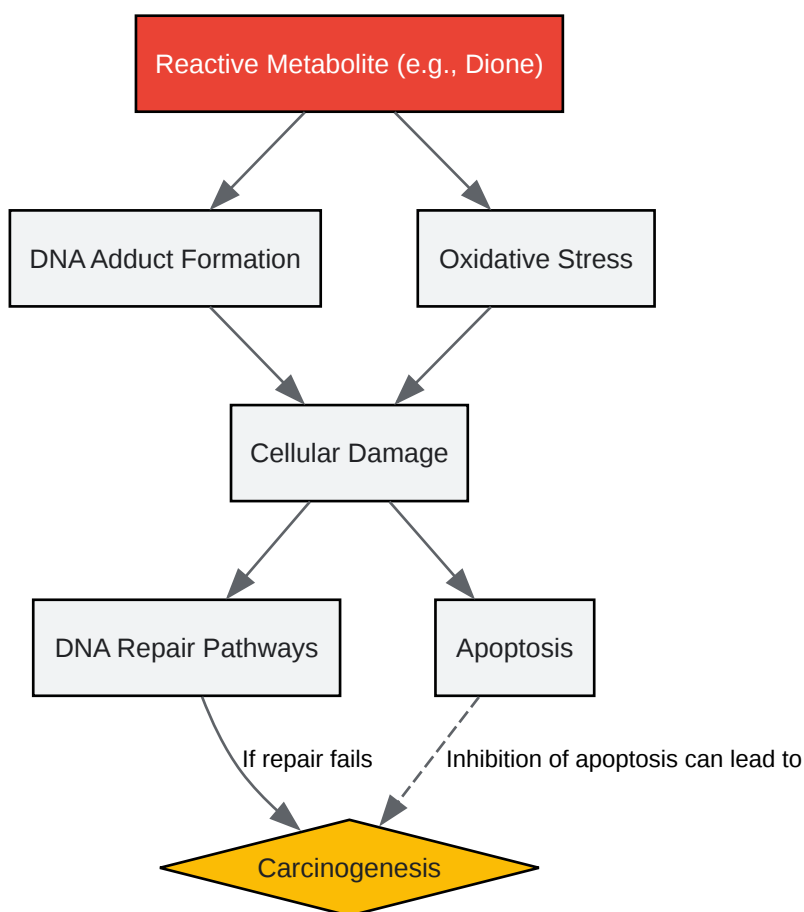 Reactive Metabolite (e.g., Dione)
DNA Adduct Formation
Oxidative Stress
Cellular Damage
DNA Repair Pathways
Apoptosis
If repair fails
Inhibition of apoptosis can lead to
Carcinogenesis